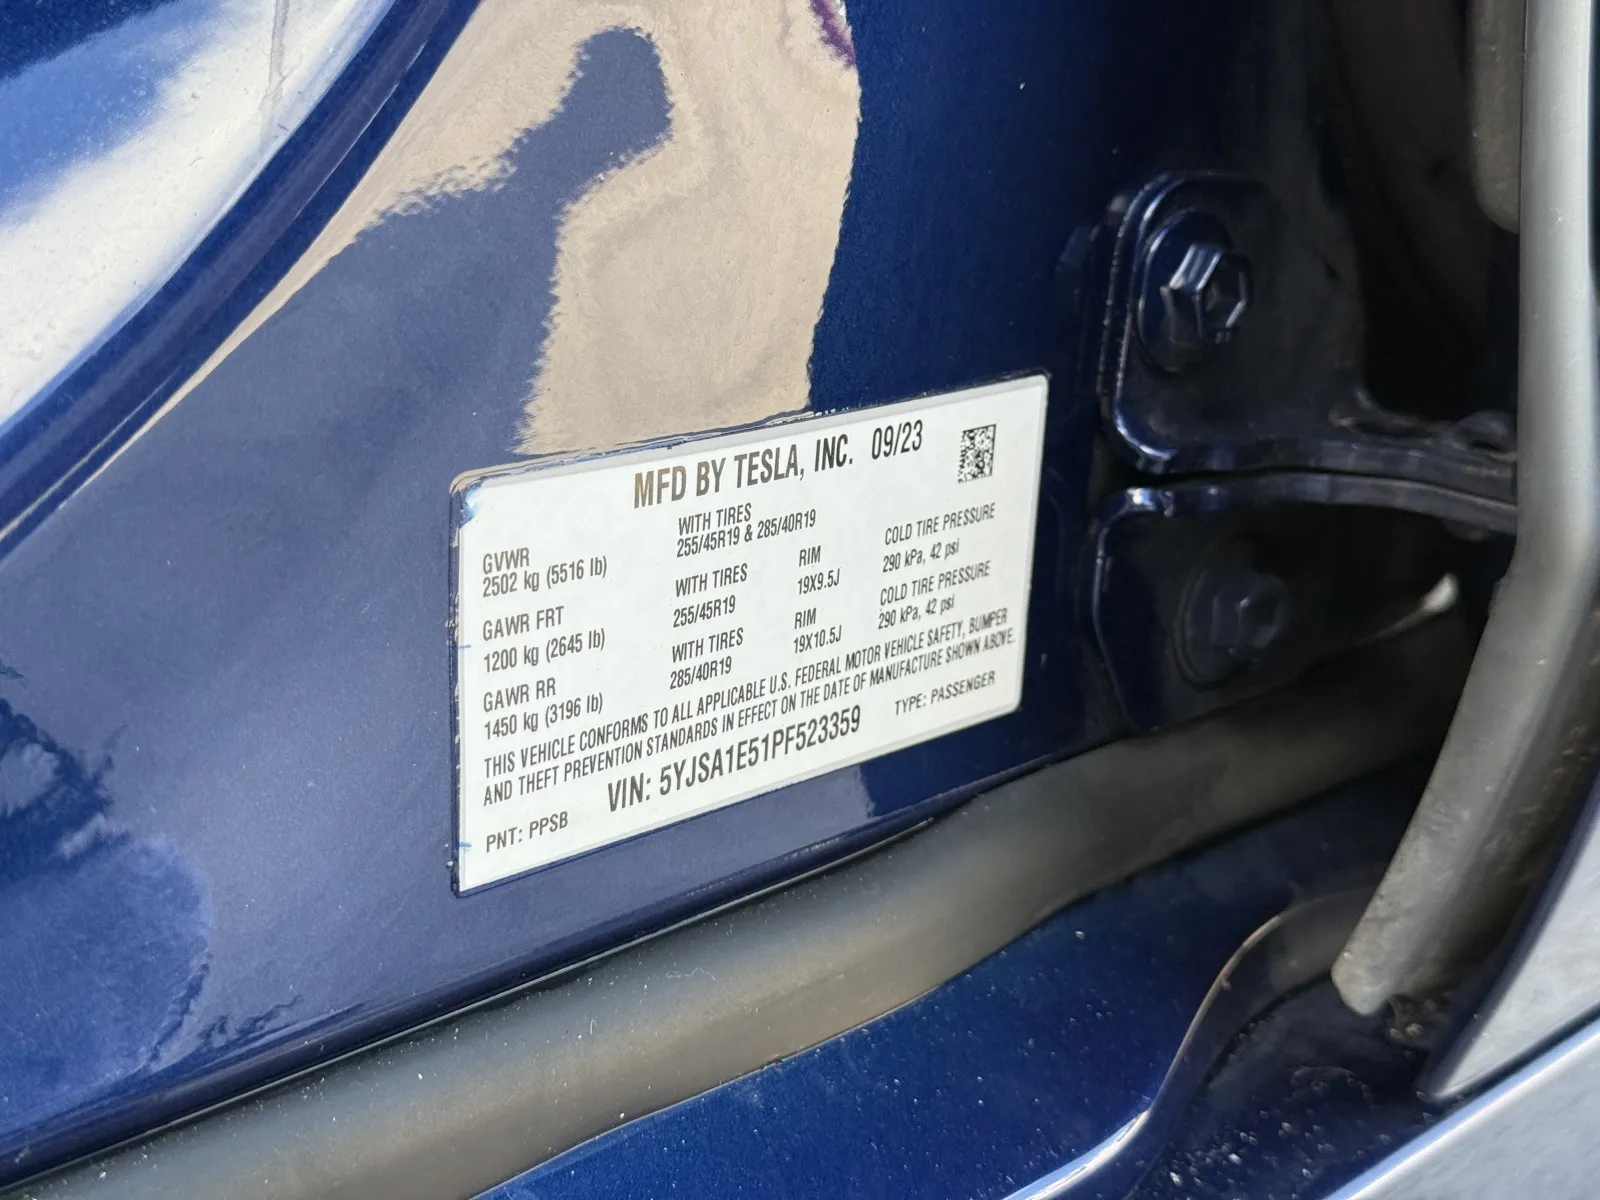 MFD BY TESLA, INC. 09/23
GVWR
2502 kg (5516 lb)
WITH TIRES
255/45R19 & 285/40R19
GAWR FRT
1200 kg (2645 lb)
WITH TIRES
255/45R19
RIM
19X9.5J
COLD TIRE PRESSURE
290 kPa, 42 psi
GAWR RR
1450 kg (3196 lb)
WITH TIRES
285/40R19
RIM
19X10.5J
COLD TIRE PRESSURE
290 kPa, 42 psi
THIS VEHICLE CONFORMS TO ALL APPLICABLE U.S. FEDERAL MOTOR VEHICLE SAFETY, BUMPER
AND THEFT PREVENTION STANDARDS IN EFFECT ON THE DATE OF MANUFACTURE SHOWN ABOVE.
PNT: PPSB
VIN: 5YJSA1E51PF523359
TYPE: PASSENGER